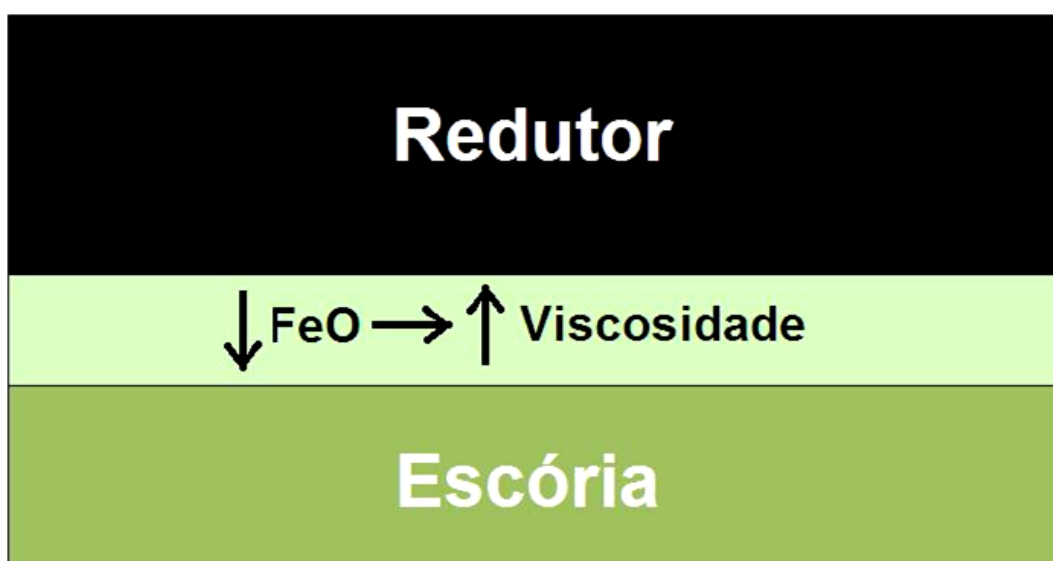 Redutor
↓ FeO → ↑ Viscosidade
Escória